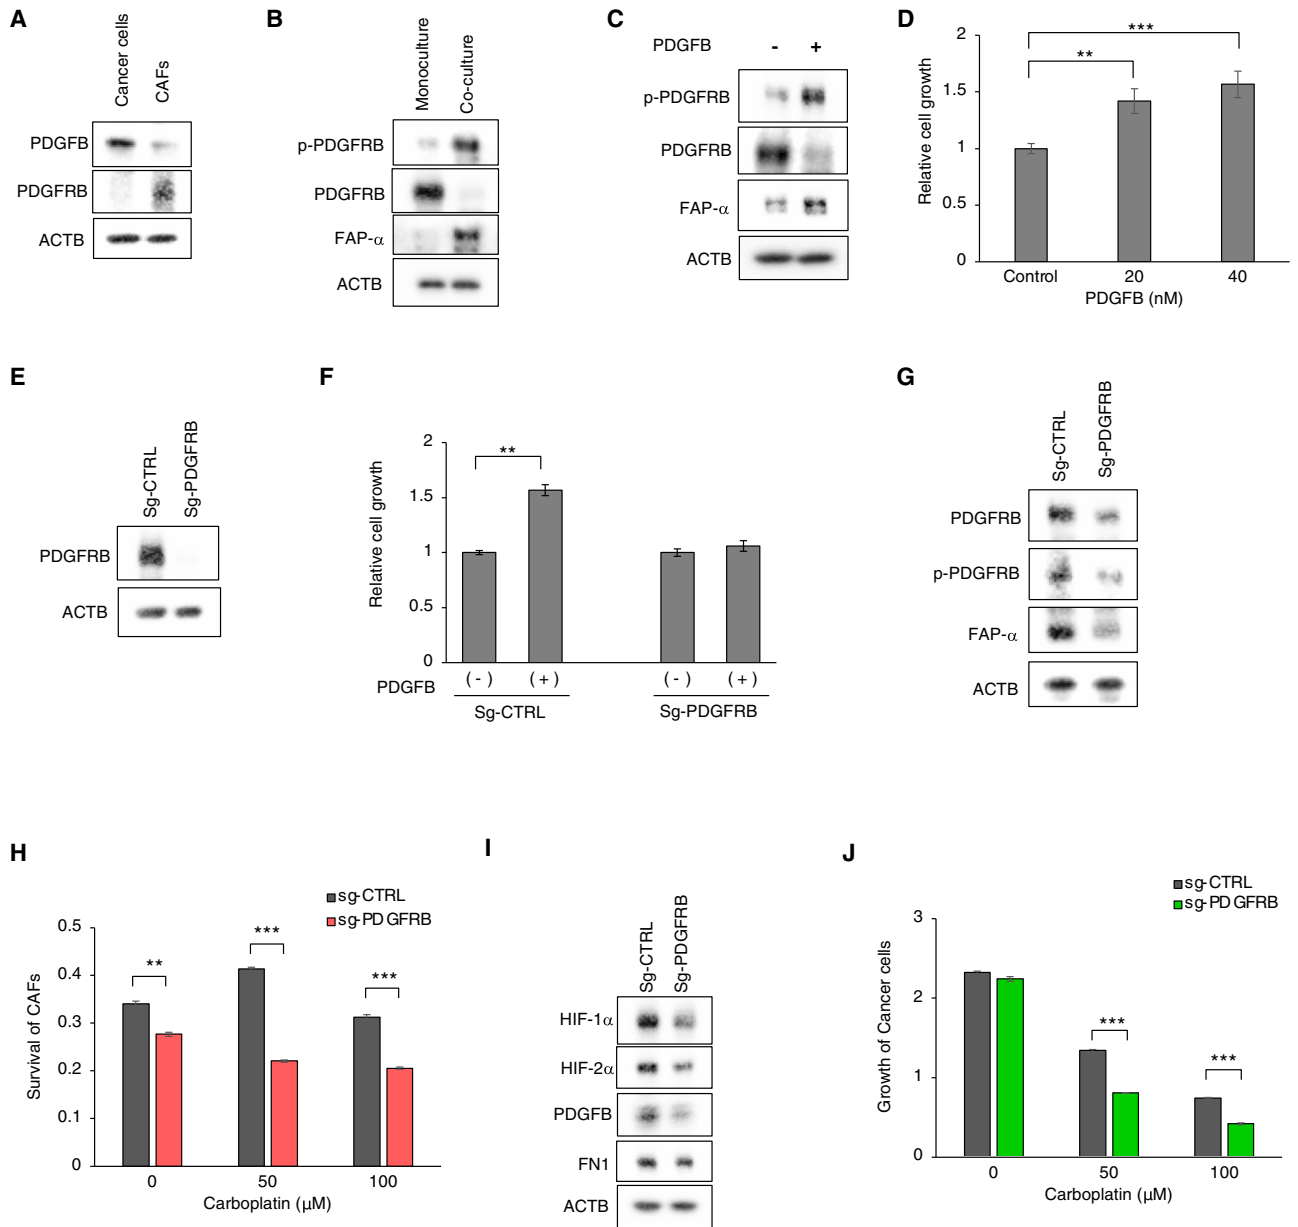 A
Cancer cells
CAFs
PDGFB
PDGFRB
ACTB
B
Monoculture
Co-culture
p-PDGFRB
PDGFRB
FAP-α
ACTB
C
PDGFB - +
p-PDGFRB
PDGFRB
FAP-α
ACTB
D
Relative cell growth
2
1.5
1
0.5
0
**
***
Control 20 40
PDGFB (nM)
E
Sg-CTRL
Sg-PDGFRB
PDGFRB
ACTB
F
Relative cell growth
2
1.5
1
0.5
0
**
PDGFB (-) (+) (-) (+)
Sg-CTRL Sg-PDGFRB
G
Sg-CTRL
Sg-PDGFRB
PDGFRB
p-PDGFRB
FAP-α
ACTB
H
sg-CTRL
sg-PDGFRB
Survival of CAFs
0.5
0.4
0.3
0.2
0.1
0
**
***
***
0 50 100
Carboplatin (μM)
I
Sg-CTRL
Sg-PDGFRB
HIF-1α
HIF-2α
PDGFB
FN1
ACTB
J
sg-CTRL
sg-PDGFRB
Growth of Cancer cells
3
2
1
0
***
***
0 50 100
Carboplatin (μM)